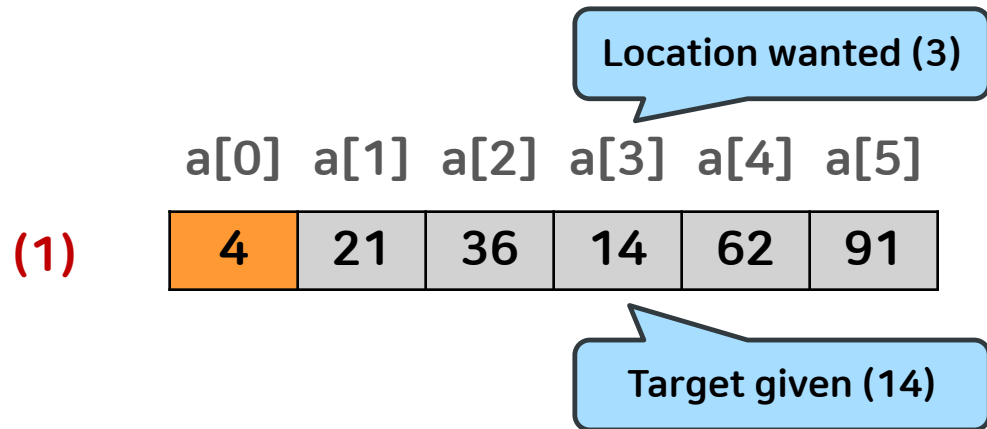 Location wanted (3)
a[0] a[1] a[2] a[3] a[4] a[5]
(1) 4 21 36 14 62 91
Target given (14)